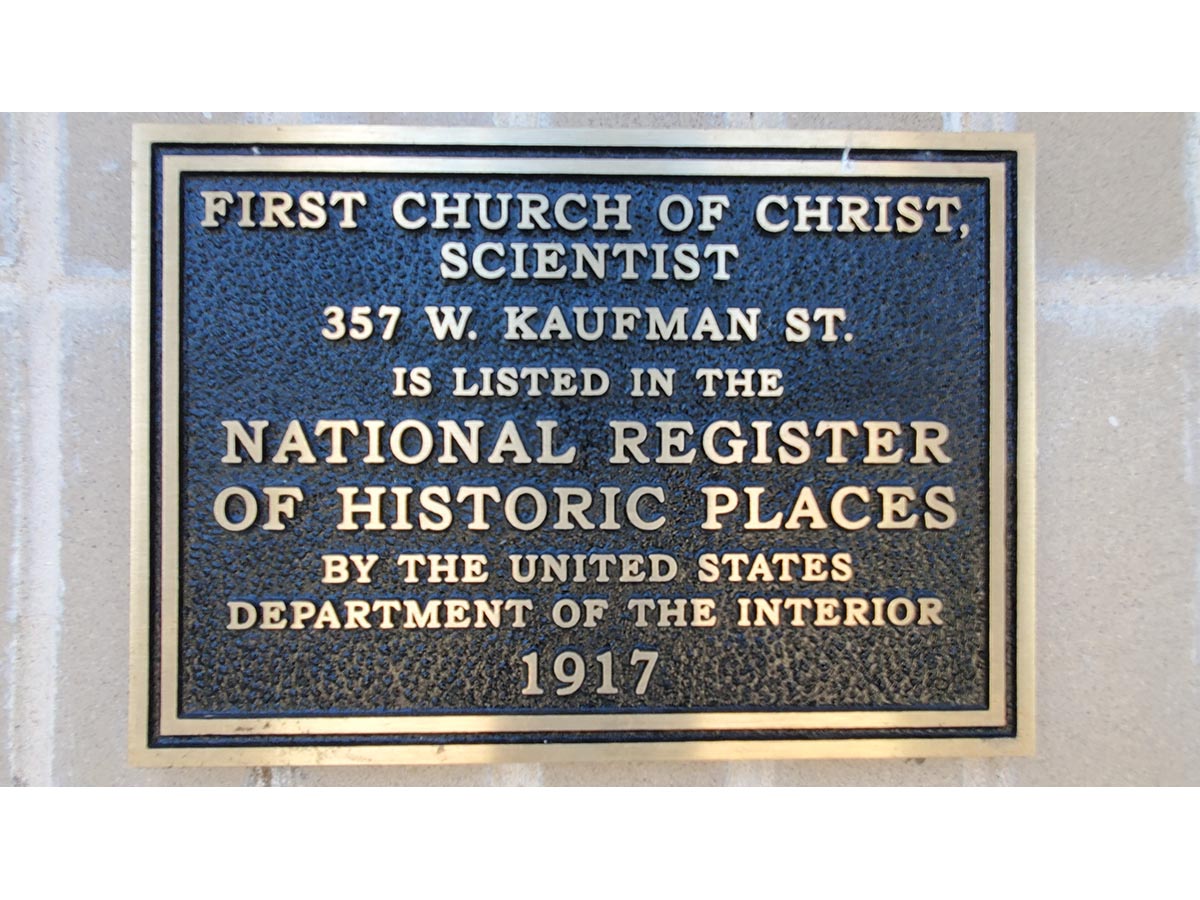 FIRST CHURCH OF CHRIST,
SCIENTIST
357 W. KAUFMAN ST.
IS LISTED IN THE
NATIONAL REGISTER
OF HISTORIC PLACES
BY THE UNITED STATES
DEPARTMENT OF THE INTERIOR
1917